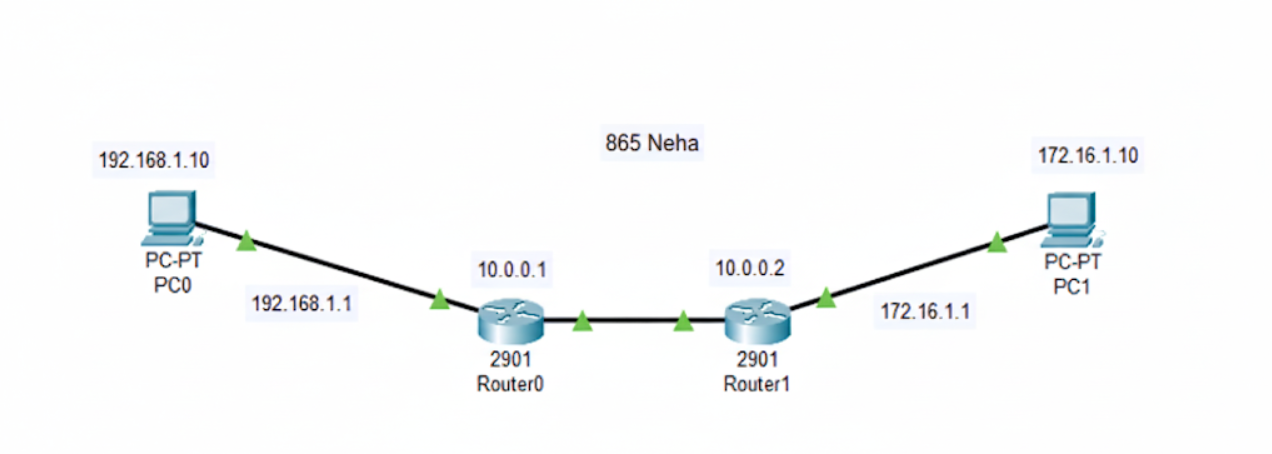 865 Neha
192.168.1.10
172.16.1.10
PC-PT
PC0
192.168.1.1
10.0.0.1
10.0.0.2
172.16.1.1
PC-PT
PC1
2901
Router0
2901
Router1